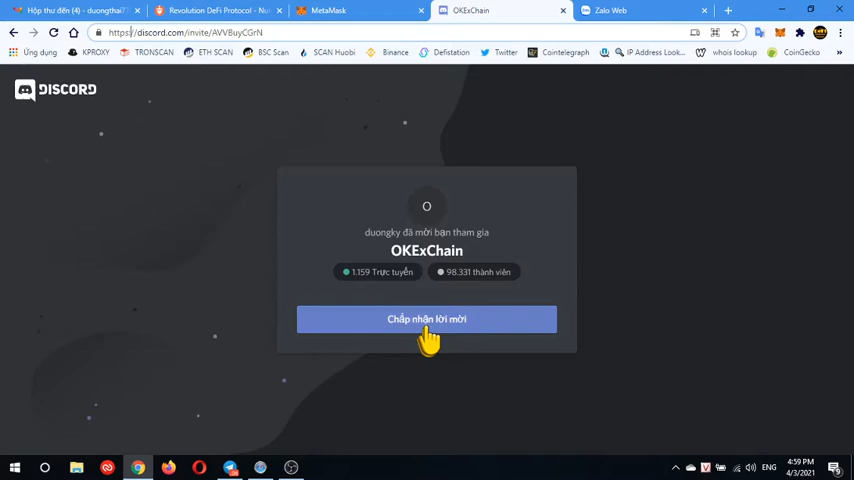 Hộp thư đến (4) - duongthai7
Revolution DeFi Protocol - Nu
MetaMask
OKExChain
Zalo Web
https://discord.com/invite/AVVBuyCGrN
Ứng dụng
KPROXY
TRONSCAN
ETH SCAN
BSC Scan
SCAN Huobi
Binance
Defistation
Twitter
Cointelegraph
IP Address Look...
whois lookup
CoinGecko
DISCORD
O
duongky đã mời bạn tham gia
OKExChain
1.159 Trực tuyến
98.331 thành viên
Chấp nhận lời mời
ENG
4:59 PM
4/3/2021